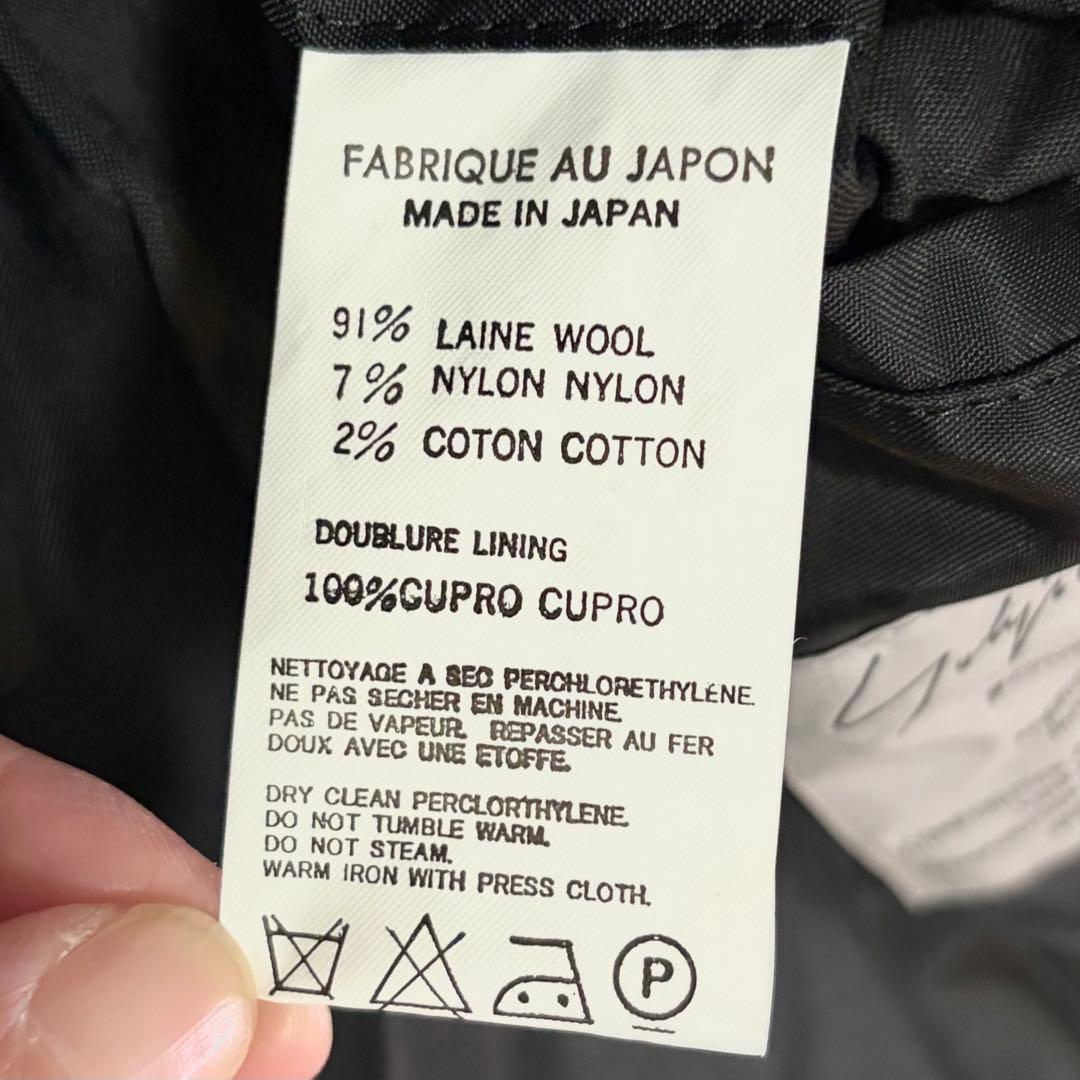 FABRIQUE AU JAPON
MADE IN JAPAN
91% LAINE WOOL
7% NYLON NYLON
2% COTON COTTON
DOUBLURE LINING
100%CUPRO CUPRO
NETTOYAGE A SEC PERCHLORETHYLENE.
NE PAS SECHER EN MACHINE.
PAS DE VAPEUR. REPASSER AU FER
DOUX AVEC UNE ETOFFE.
DRY CLEAN PERCLORTHYLENE.
DO NOT TUMBLE WARM.
DO NOT STEAM.
WARM IRON WITH PRESS CLOTH.
P